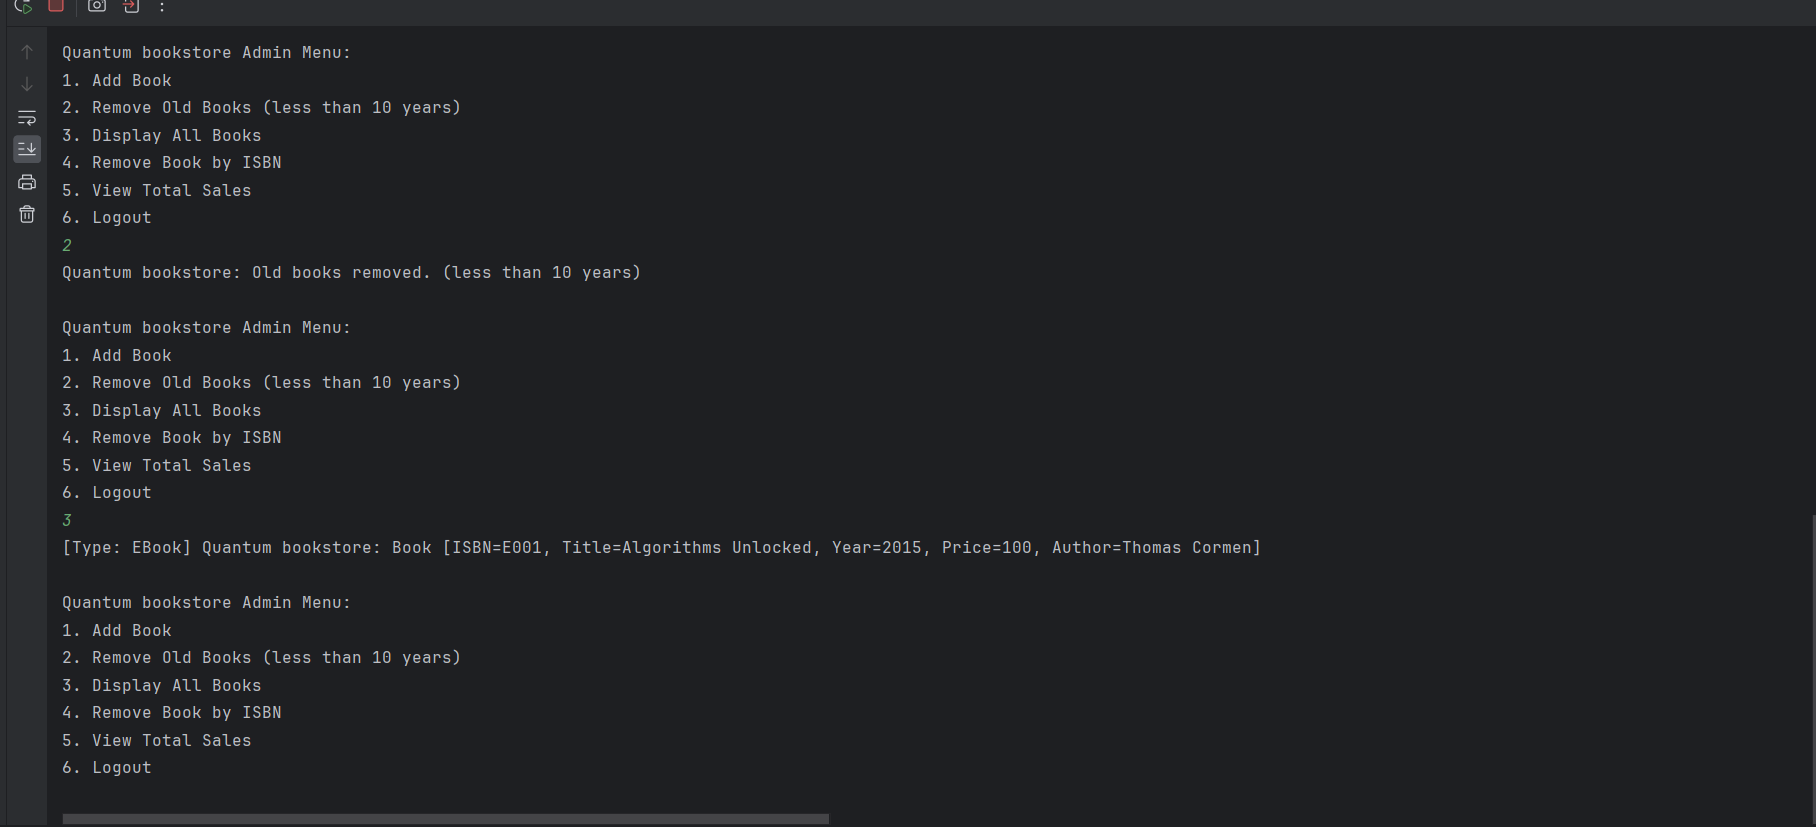 Quantum bookstore Admin Menu:
1. Add Book
2. Remove Old Books (less than 10 years)
3. Display All Books
4. Remove Book by ISBN
5. View Total Sales
6. Logout
2
Quantum bookstore: Old books removed. (less than 10 years)
Quantum bookstore Admin Menu:
1. Add Book
2. Remove Old Books (less than 10 years)
3. Display All Books
4. Remove Book by ISBN
5. View Total Sales
6. Logout
3
[Type: EBook] Quantum bookstore: Book [ISBN=E001, Title=Algorithms Unlocked, Year=2015, Price=100, Author=Thomas Cormen]
Quantum bookstore Admin Menu:
1. Add Book
2. Remove Old Books (less than 10 years)
3. Display All Books
4. Remove Book by ISBN
5. View Total Sales
6. Logout